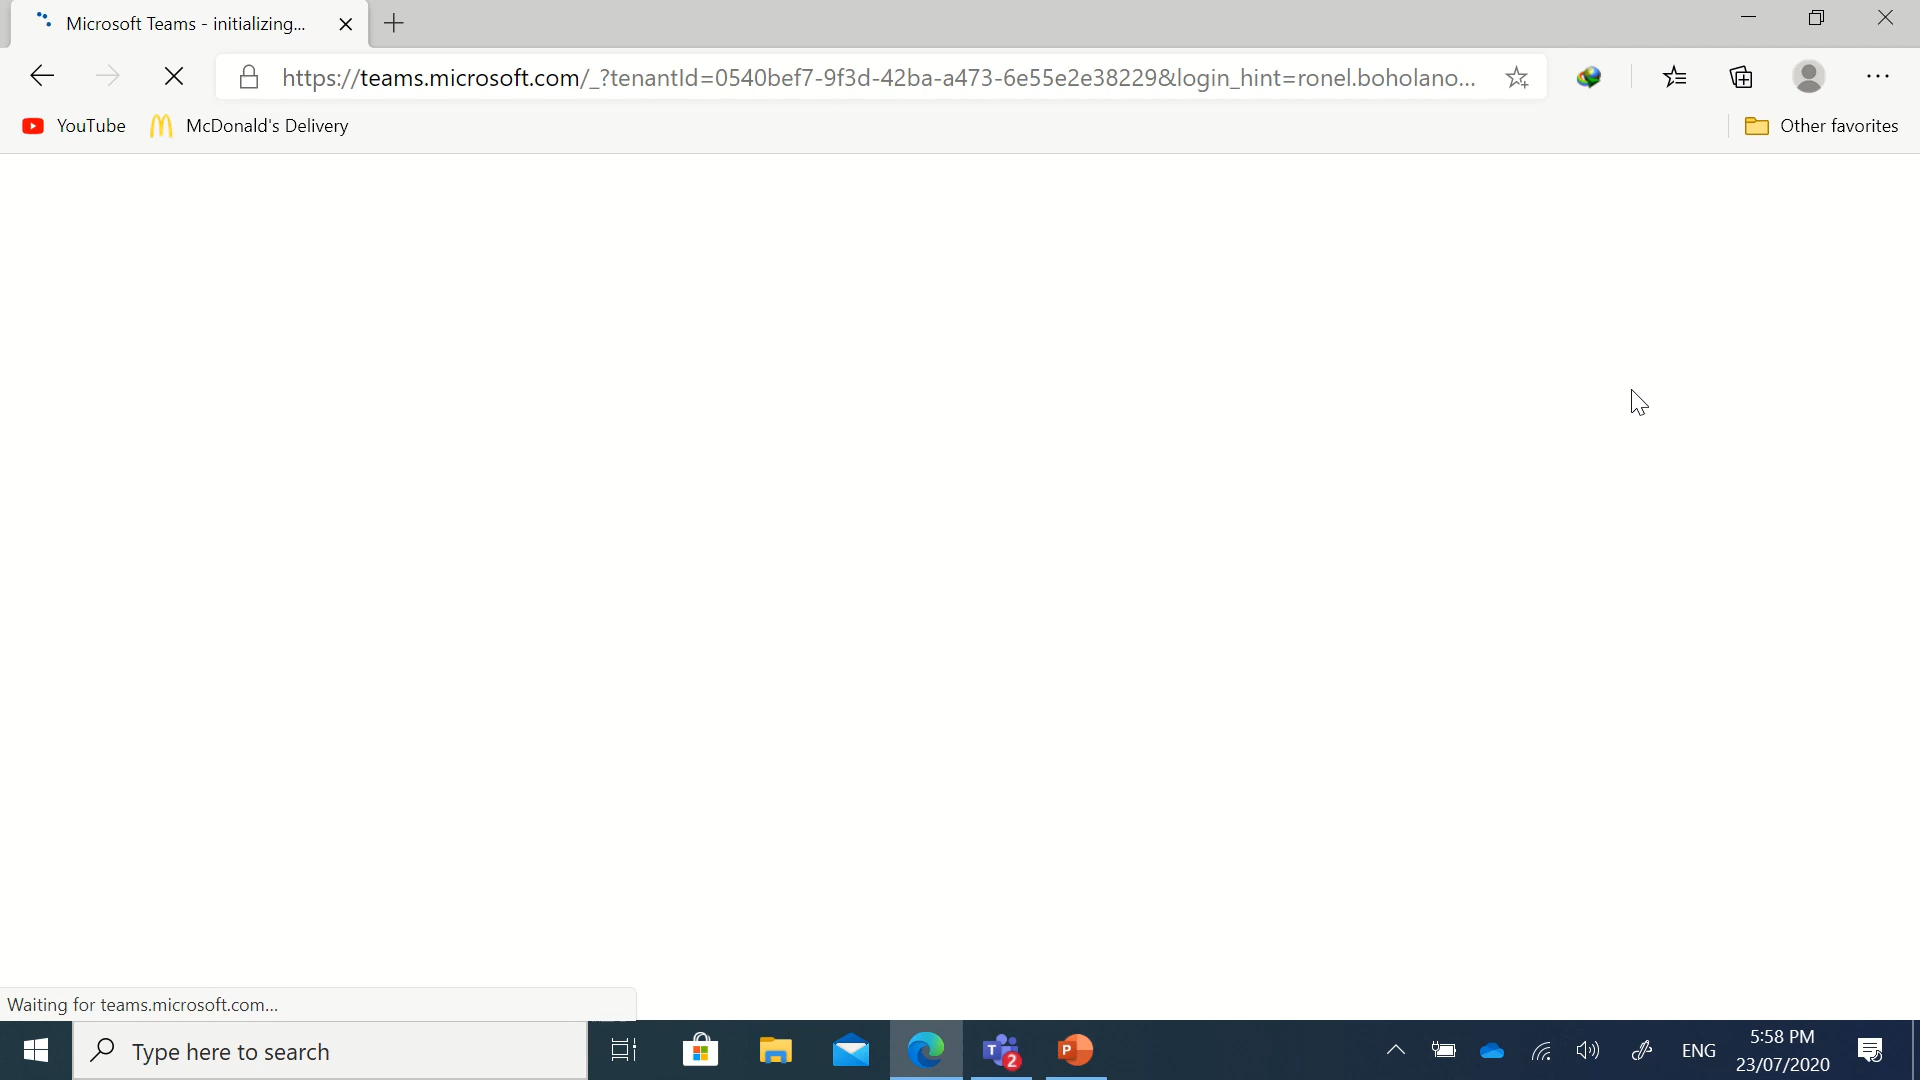 Microsoft Teams - initializing...
https://teams.microsoft.com/_?tenantId=0540bef7-9f3d-42ba-a473-6e55e2e38229&login_hint=ronel.boholano...
YouTube
McDonald's Delivery
Other favorites
Waiting for teams.microsoft.com...
Type here to search
T
2
P
ENG
5:58 PM
23/07/2020